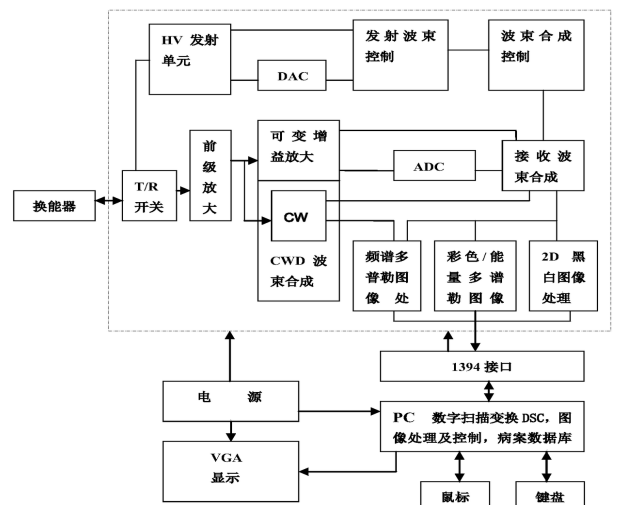 HV 发射
单元
发射波束
控制
波束合成
控制
DAC
前
级
放
大
可变增
益放大
ADC
接收波
束合成
换能器
T/R
开关
CW
CWD 波
束合成
频谱多
普勒图
像 处
彩色/能
量多谱
勒图像
2D 黑
白图像
处理
1394 接口
电 源
PC 数字扫描变换 DSC，图
像处理及控制，病案数据库
VGA
显示
鼠标
键盘